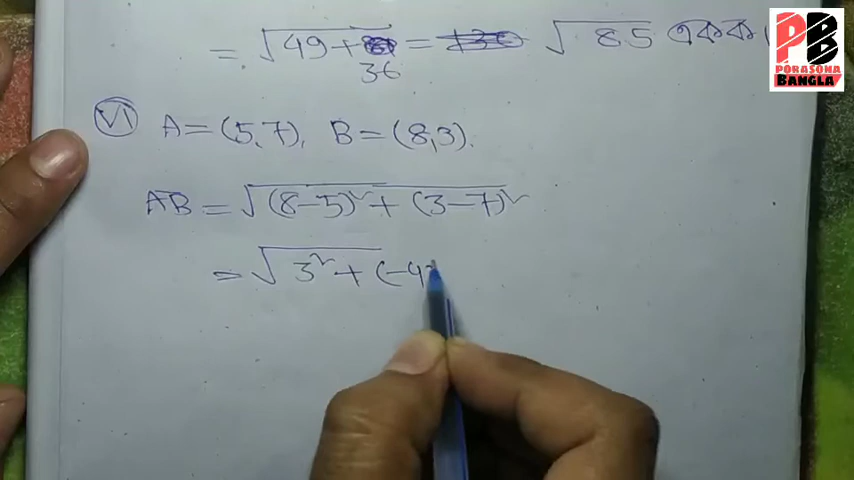 = √49+36 = √85 একক।
PB
PORASONA
BANGLA
VI A=(5,7), B=(8,3).
AB = √(8-5)²+(3-7)²
= √3²+(-4